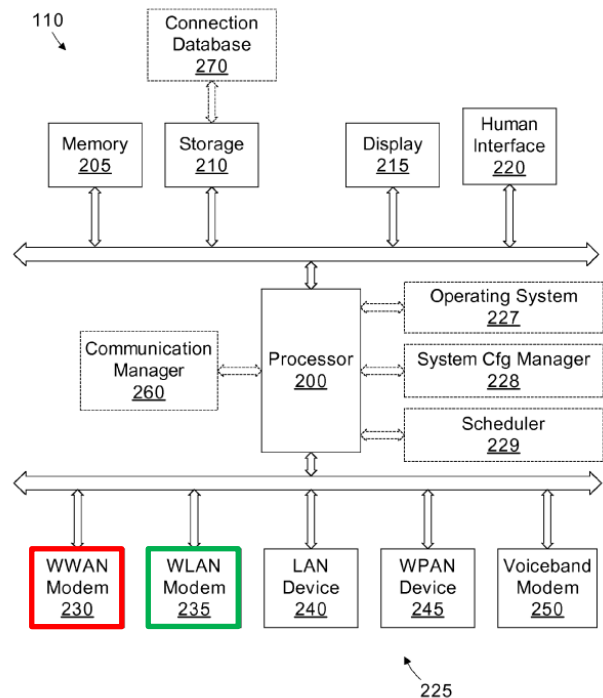 110
Connection
Database
270
Memory
205
Storage
210
Display
215
Human
Interface
220
Communication
Manager
260
Processor
200
Operating System
227
System Cfg Manager
228
Scheduler
229
WWAN
Modem
230
WLAN
Modem
235
LAN
Device
240
WPAN
Device
245
Voiceband
Modem
250
225